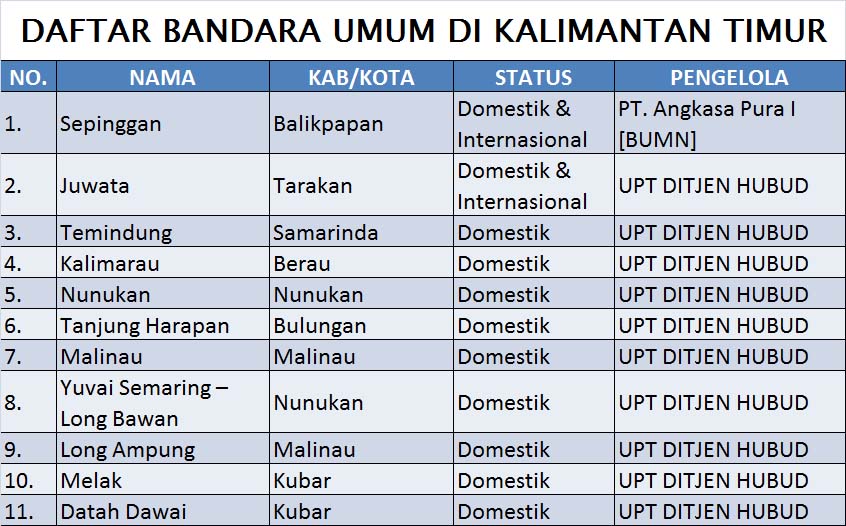 DAFTAR BANDARA UMUM DI KALIMANTAN TIMUR
NO. NAMA KAB/KOTA STATUS PENGELOLA
1. Sepinggan Balikpapan Domestik & Internasional PT. Angkasa Pura I [BUMN]
2. Juwata Tarakan Domestik & Internasional UPT DITJEN HUBUD
3. Temindung Samarinda Domestik UPT DITJEN HUBUD
4. Kalimarau Berau Domestik UPT DITJEN HUBUD
5. Nunukan Nunukan Domestik UPT DITJEN HUBUD
6. Tanjung Harapan Bulungan Domestik UPT DITJEN HUBUD
7. Malinau Malinau Domestik UPT DITJEN HUBUD
8. Yuvai Semaring – Long Bawan Nunukan Domestik UPT DITJEN HUBUD
9. Long Ampung Malinau Domestik UPT DITJEN HUBUD
10. Melak Kubar Domestik UPT DITJEN HUBUD
11. Datah Dawai Kubar Domestik UPT DITJEN HUBUD